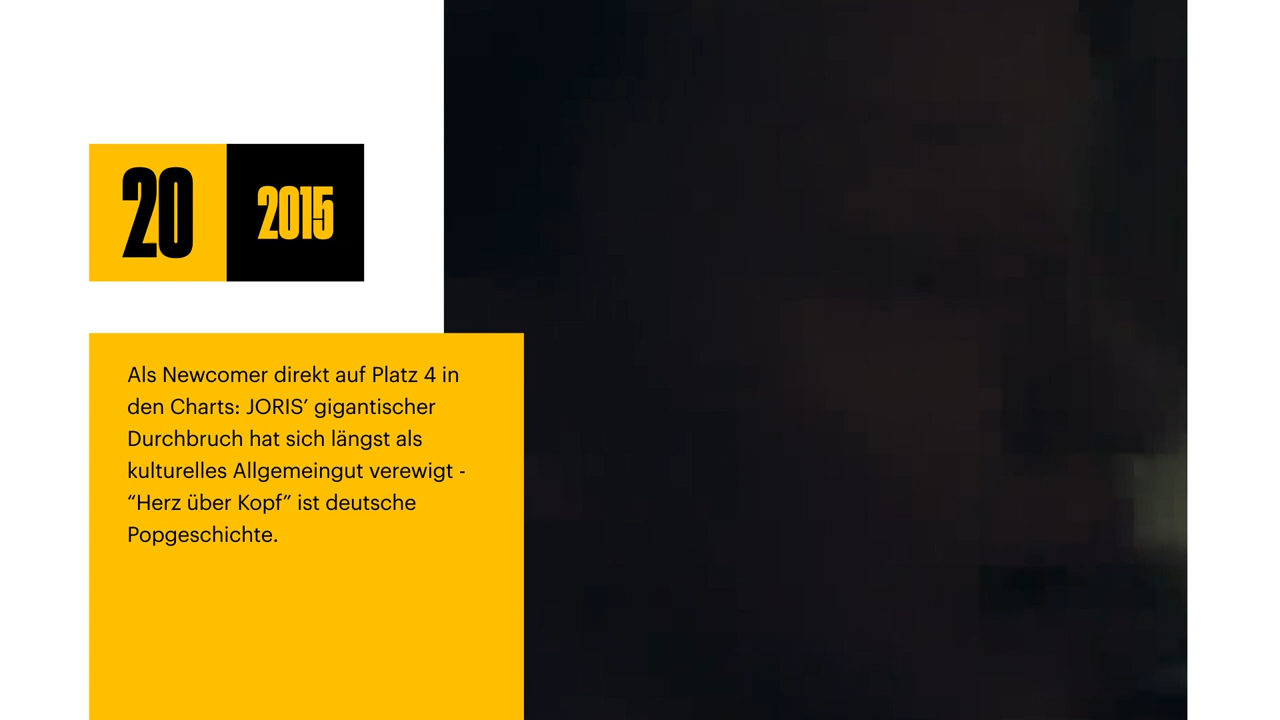 20
2015
Als Newcomer direkt auf Platz 4 in
den Charts: JORIS’ gigantischer
Durchbruch hat sich längst als
kulturelles Allgemeingut verewigt -
“Herz über Kopf” ist deutsche
Popgeschichte.